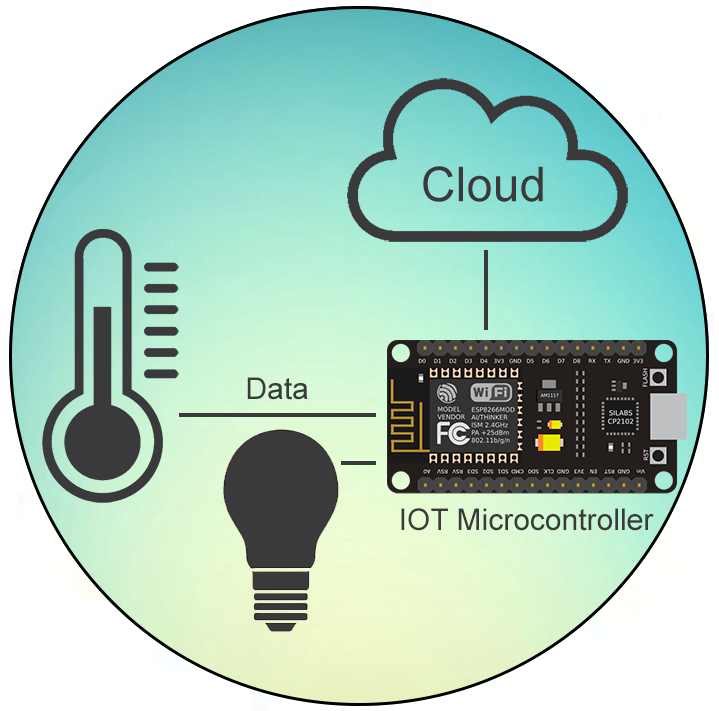 Cloud
Data
D0 D1 D2 D3 D4 3V3 GND D5 D6 D7 D8 RX TX GND 3V3
FLASH
WiFi
MODEL
VENDOR
ESP8266MOD
AI/THINKER
ISM 2.4GHz
PA +25dBm
802.11b/g/n
FC
AM1117
SILABS
CP2102
RST
A0 RSV RSV SD3 SD2 SD1 CMD SD0 CLK GND 3V3 EN RST GND Vin
IOT Microcontroller